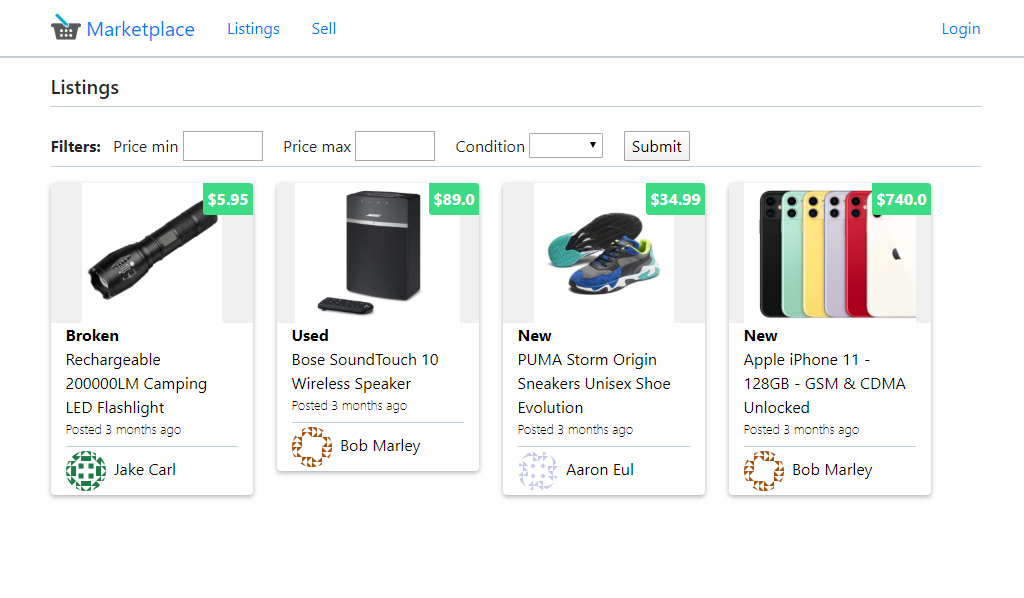 Marketplace Listings Sell Login
Listings
Filters: Price min Price max Condition Submit
$5.95
Broken
Rechargeable
200000LM Camping
LED Flashlight
Posted 3 months ago
Jake Carl
$89.0
BOSE
Used
Bose SoundTouch 10
Wireless Speaker
Posted 3 months ago
Bob Marley
$34.99
New
PUMA Storm Origin
Sneakers Unisex Shoe
Evolution
Posted 3 months ago
Aaron Eul
$740.0
New
Apple iPhone 11 -
128GB - GSM & CDMA
Unlocked
Posted 3 months ago
Bob Marley